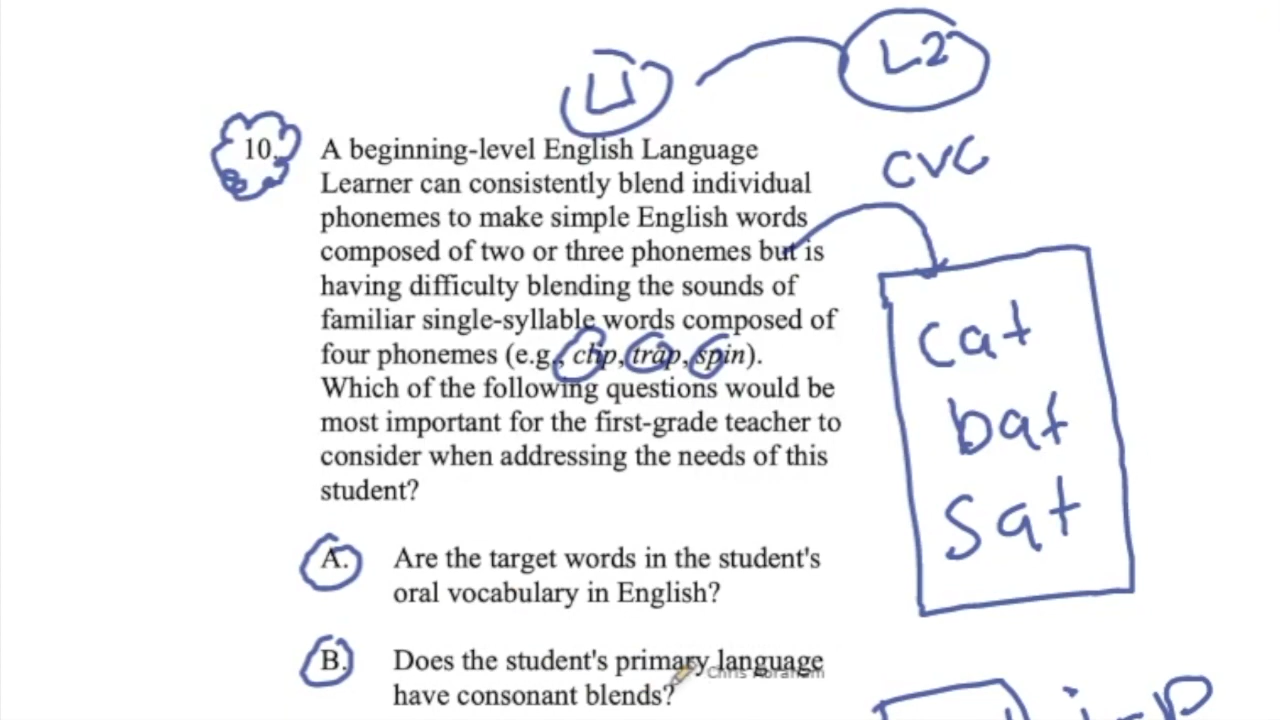 L1
L2
CVC
10. A beginning-level English Language
Learner can consistently blend individual
phonemes to make simple English words
composed of two or three phonemes but is
having difficulty blending the sounds of
familiar single-syllable words composed of
four phonemes (e.g., clip, trap, spin).
Which of the following questions would be
most important for the first-grade teacher to
consider when addressing the needs of this
student?
cat
bat
sat
A. Are the target words in the student's
oral vocabulary in English?
B. Does the student's primary language
have consonant blends?
Chris Abraham
i-p